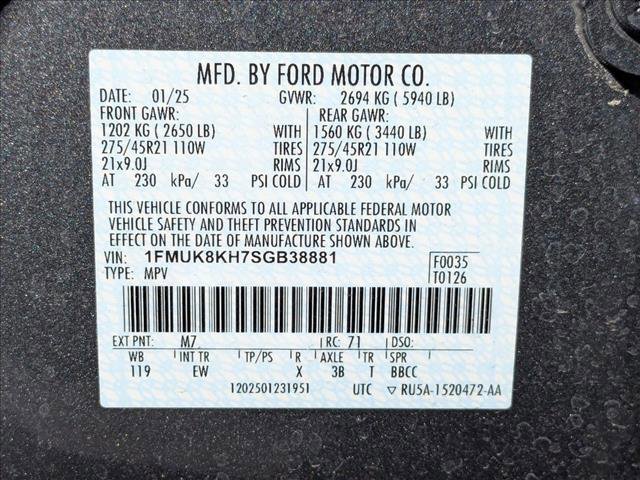 MFD. BY FORD MOTOR CO.
DATE: 01/25 GVWR: 2694 KG ( 5940 LB)
FRONT GAWR: REAR GAWR:
1202 KG ( 2650 LB) WITH 1560 KG ( 3440 LB) WITH
275/45R21 110W TIRES 275/45R21 110W TIRES
21x9.0J RIMS 21x9.0J RIMS
AT 230 kPa/ 33 PSI COLD AT 230 kPa/ 33 PSI COLD
THIS VEHICLE CONFORMS TO ALL APPLICABLE FEDERAL MOTOR
VEHICLE SAFETY AND THEFT PREVENTION STANDARDS IN
EFFECT ON THE DATE OF MANUFACTURE SHOWN ABOVE.
VIN: 1FMUK8KH7SGB38881 F0035
TYPE: MPV T0126
EXT PNT: M7 RC: 71 DSO:
WB INT TR TP/PS R AXLE TR SPR
119 EW X 3B T BBCC
1202501231951 UTC ▽ RU5A-1520472-AA